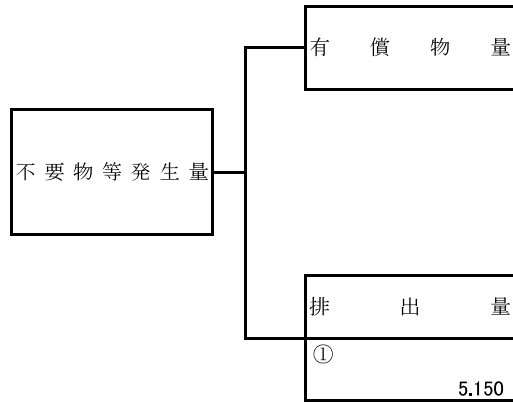 有償物量
不要物等発生量
排出量
①
5.150